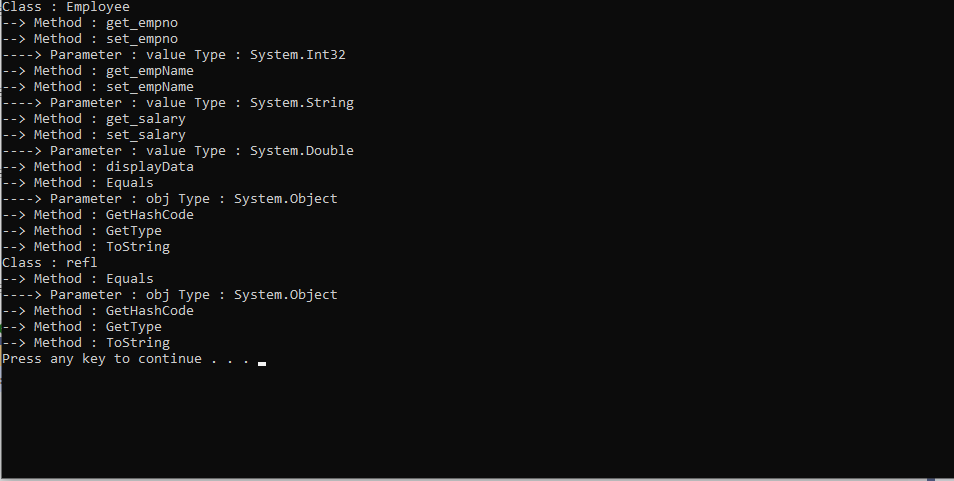 Class : Employee
--> Method : get_empno
--> Method : set_empno
----> Parameter : value Type : System.Int32
--> Method : get_empName
--> Method : set_empName
----> Parameter : value Type : System.String
--> Method : get_salary
--> Method : set_salary
----> Parameter : value Type : System.Double
--> Method : displayData
--> Method : Equals
----> Parameter : obj Type : System.Object
--> Method : GetHashCode
--> Method : GetType
--> Method : ToString
Class : refl
--> Method : Equals
----> Parameter : obj Type : System.Object
--> Method : GetHashCode
--> Method : GetType
--> Method : ToString
Press any key to continue . . .